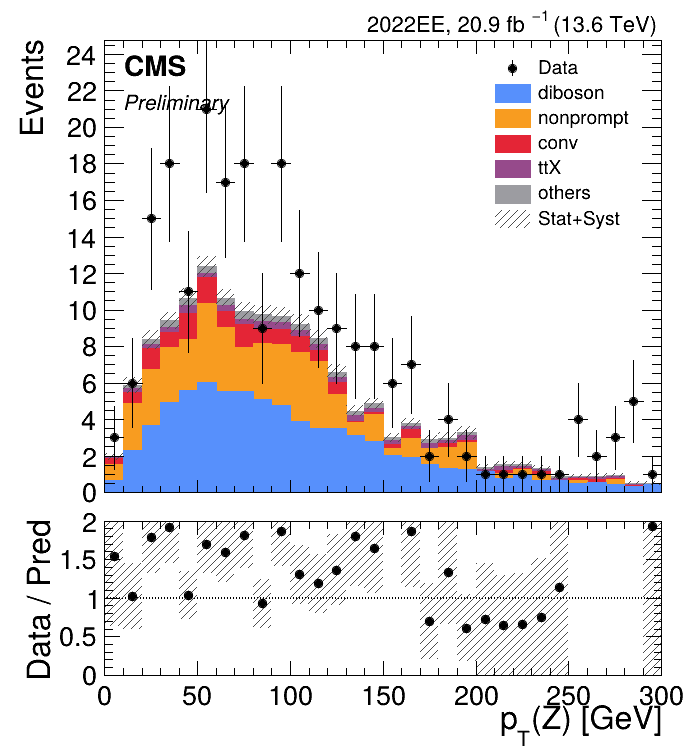 2022EE, 20.9 fb⁻¹ (13.6 TeV)
Events
CMS
Preliminary
Data
diboson
nonprompt
conv
ttX
others
Stat+Syst
24
22
20
18
16
14
12
10
8
6
4
2
0
Data / Pred
2
1.5
1
0.5
0
0 50 100 150 200 250 300
p_T(Z) [GeV]